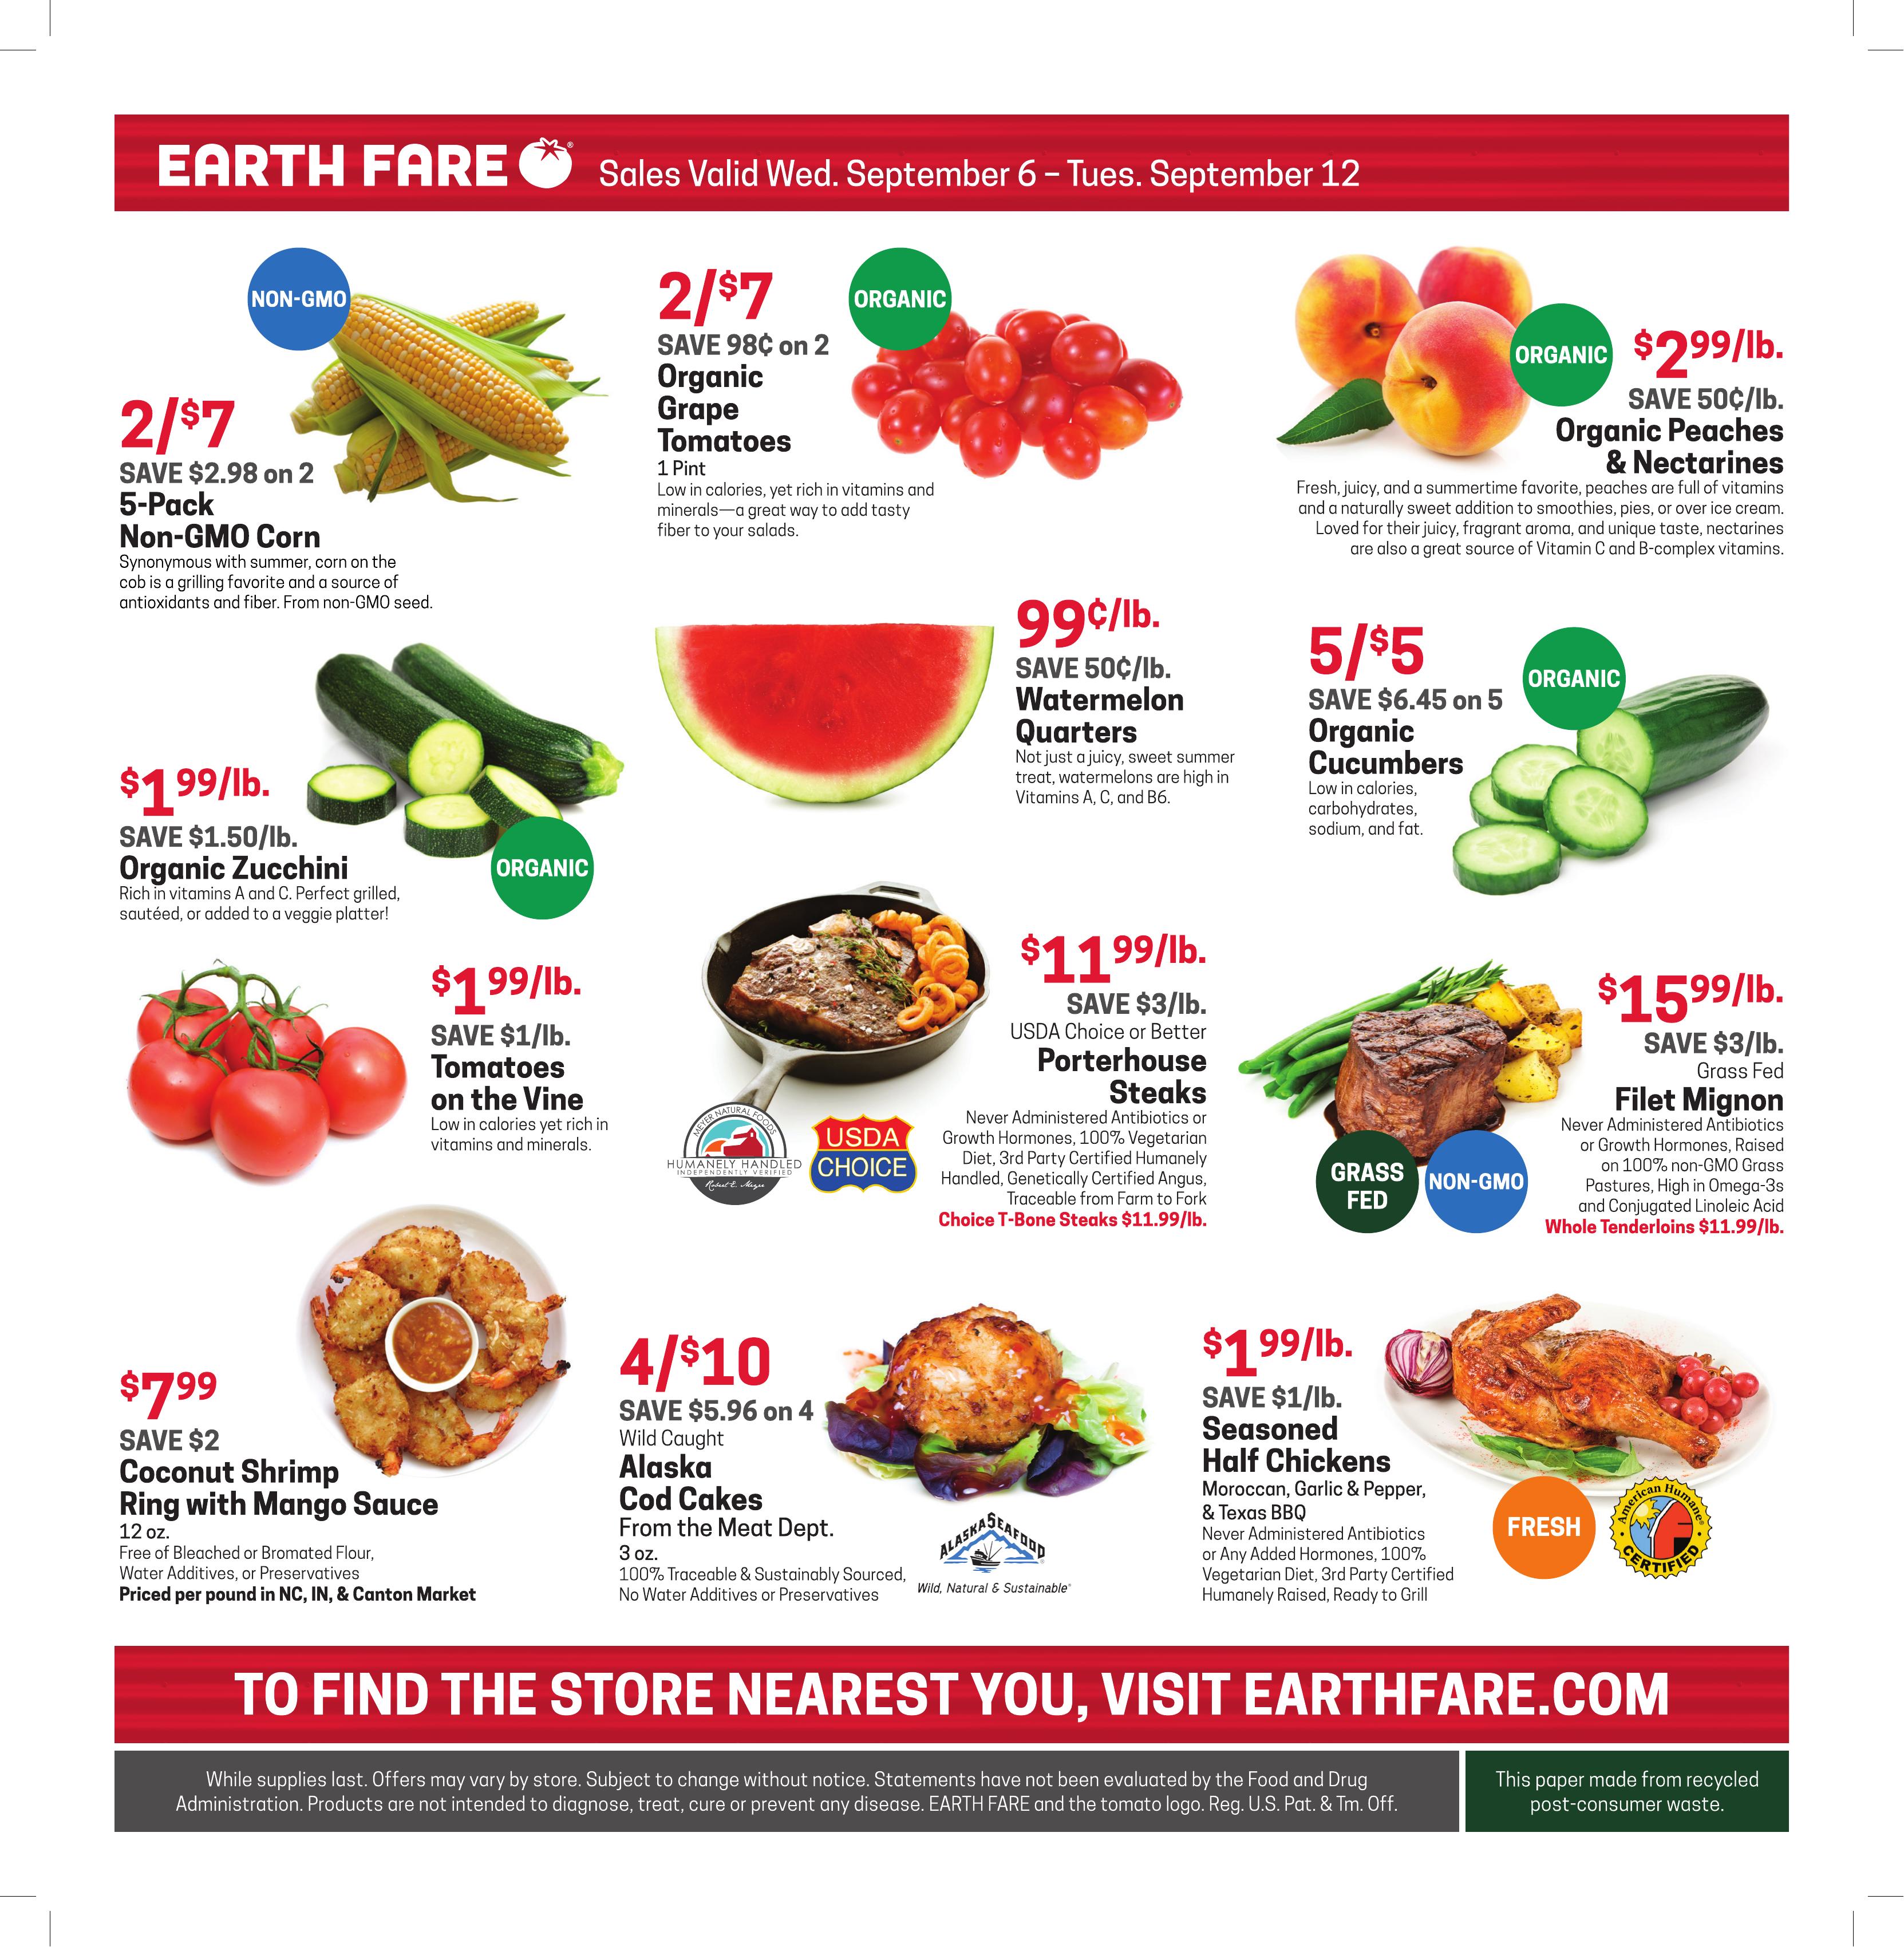 EARTH FARE®
Sales Valid Wed. September 6 – Tues. September 12
NON-GMO
2/$7
SAVE $2.98 on 2
5-Pack
Non-GMO Corn
Synonymous with summer, corn on the
cob is a grilling favorite and a source of
antioxidants and fiber. From non-GMO seed.
2/$7
SAVE 98¢ on 2
Organic
Grape
Tomatoes
1 Pint
Low in calories, yet rich in vitamins and
minerals—a great way to add tasty
fiber to your salads.
ORGANIC
ORGANIC
$2.99/lb.
SAVE 50¢/lb.
Organic Peaches
& Nectarines
Fresh, juicy, and a summertime favorite, peaches are full of vitamins
and a naturally sweet addition to smoothies, pies, or over ice cream.
Loved for their juicy, fragrant aroma, and unique taste, nectarines
are also a great source of Vitamin C and B-complex vitamins.
$1.99/lb.
SAVE $1.50/lb.
Organic Zucchini
Rich in vitamins A and C. Perfect grilled,
sautéed, or added to a veggie platter!
ORGANIC
99¢/lb.
SAVE 50¢/lb.
Watermelon
Quarters
Not just a juicy, sweet summer
treat, watermelons are high in
Vitamins A, C, and B6.
5/$5
SAVE $6.45 on 5
Organic
Cucumbers
Low in calories,
carbohydrates,
sodium, and fat.
ORGANIC
$1.99/lb.
SAVE $1/lb.
Tomatoes
on the Vine
Low in calories yet rich in
vitamins and minerals.
$11.99/lb.
SAVE $3/lb.
USDA Choice or Better
Porterhouse
Steaks
Never Administered Antibiotics or
Growth Hormones, 100% Vegetarian
Diet, 3rd Party Certified Humanely
Handled, Genetically Certified Angus,
Traceable from Farm to Fork
Choice T-Bone Steaks $11.99/lb.
MEYER NATURAL FOODS
HUMANELY HANDLED
INDEPENDENTLY VERIFIED
Robert E. Meyer
USDA
CHOICE
$15.99/lb.
SAVE $3/lb.
Grass Fed
Filet Mignon
Never Administered Antibiotics
or Growth Hormones, Raised
on 100% non-GMO Grass
Pastures, High in Omega-3s
and Conjugated Linoleic Acid
Whole Tenderloins $11.99/lb.
GRASS
FED
NON-GMO
$7.99
SAVE $2
Coconut Shrimp
Ring with Mango Sauce
12 oz.
Free of Bleached or Bromated Flour,
Water Additives, or Preservatives
Priced per pound in NC, IN, & Canton Market
4/$10
SAVE $5.96 on 4
Wild Caught
Alaska
Cod Cakes
From the Meat Dept.
3 oz.
100% Traceable & Sustainably Sourced,
No Water Additives or Preservatives
ALASKA SEAFOOD
Wild, Natural & Sustainable®
$1.99/lb.
SAVE $1/lb.
Seasoned
Half Chickens
Moroccan, Garlic & Pepper,
& Texas BBQ
Never Administered Antibiotics
or Any Added Hormones, 100%
Vegetarian Diet, 3rd Party Certified
Humanely Raised, Ready to Grill
FRESH
American Humane®
CERTIFIED
TO FIND THE STORE NEAREST YOU, VISIT EARTHFARE.COM
While supplies last. Offers may vary by store. Subject to change without notice. Statements have not been evaluated by the Food and Drug
Administration. Products are not intended to diagnose, treat, cure or prevent any disease. EARTH FARE and the tomato logo. Reg. U.S. Pat. & Tm. Off.
This paper made from recycled
post-consumer waste.